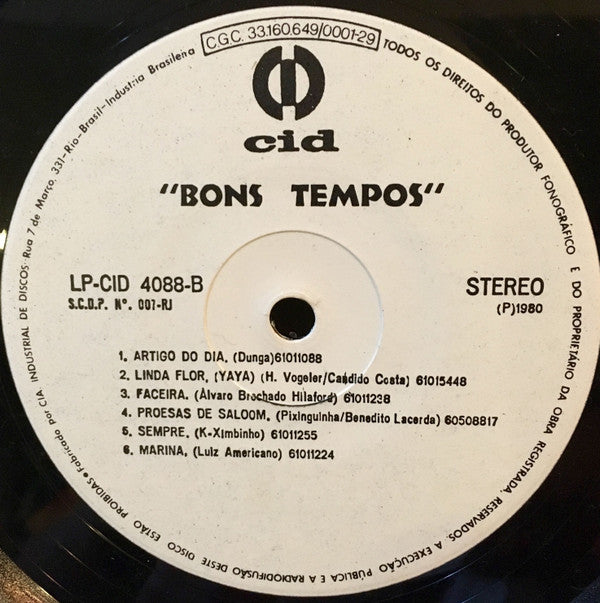 C.G.C. 33.160.649/0001-29
TODOS OS DIREITOS DO PRODUTOR FONOGRÁFICO E DO PROPRIETÁRIO DA OBRA REGISTRADA, RESERVADOS. A EXECUÇÃO PÚBLICA E A RADIODIFUSÃO DESTE DISCO ESTÃO PROIBIDAS • Fabricado por CIA. INDUSTRIAL DE DISCOS - Rua 7 de Março, 331 - Rio - Brasil - Industria Brasileira
cid
"BONS TEMPOS"
LP-CID 4088-B
STEREO
S.C.D.P. Nº. 007-RJ
(P)1980
1. ARTIGO DO DIA, (Dunga)61011088
2. LINDA FLOR, (YAYA) (H. Vogeler/Candido Costa) 61015448
3. FACEIRA, (Álvaro Brochado Hilaford) 61011238
4. PROESAS DE SALOOM, (Pixinguinha/Benedito Lacerda) 60508817
5. SEMPRE, (K-Ximbinho) 61011255
6. MARINA, (Luiz Americano) 61011224